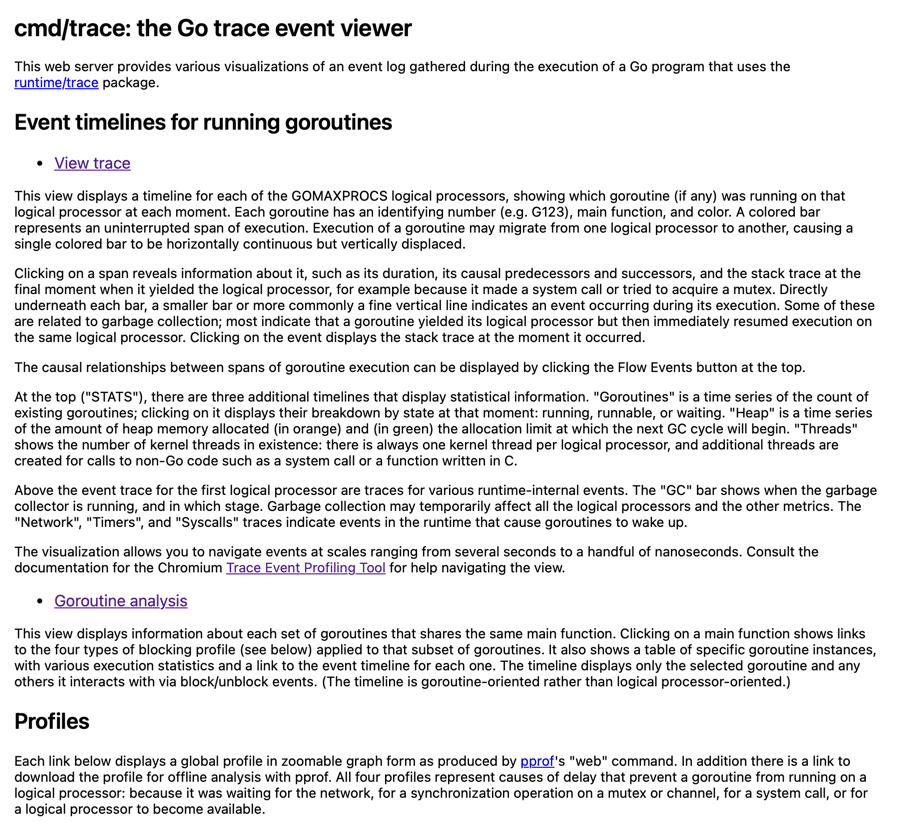 cmd/trace: the Go trace event viewer
This web server provides various visualizations of an event log gathered during the execution of a Go program that uses the
runtime/trace package.
Event timelines for running goroutines
• View trace
This view displays a timeline for each of the GOMAXPROCS logical processors, showing which goroutine (if any) was running on that
logical processor at each moment. Each goroutine has an identifying number (e.g. G123), main function, and color. A colored bar
represents an uninterrupted span of execution. Execution of a goroutine may migrate from one logical processor to another, causing a
single colored bar to be horizontally continuous but vertically displaced.
Clicking on a span reveals information about it, such as its duration, its causal predecessors and successors, and the stack trace at the
final moment when it yielded the logical processor, for example because it made a system call or tried to acquire a mutex. Directly
underneath each bar, a smaller bar or more commonly a fine vertical line indicates an event occurring during its execution. Some of these
are related to garbage collection; most indicate that a goroutine yielded its logical processor but then immediately resumed execution on
the same logical processor. Clicking on the event displays the stack trace at the moment it occurred.
The causal relationships between spans of goroutine execution can be displayed by clicking the Flow Events button at the top.
At the top ("STATS"), there are three additional timelines that display statistical information. "Goroutines" is a time series of the count of
existing goroutines; clicking on it displays their breakdown by state at that moment: running, runnable, or waiting. "Heap" is a time series
of the amount of heap memory allocated (in orange) and (in green) the allocation limit at which the next GC cycle will begin. "Threads"
shows the number of kernel threads in existence: there is always one kernel thread per logical processor, and additional threads are
created for calls to non-Go code such as a system call or a function written in C.
Above the event trace for the first logical processor are traces for various runtime-internal events. The "GC" bar shows when the garbage
collector is running, and in which stage. Garbage collection may temporarily affect all the logical processors and the other metrics. The
"Network", "Timers", and "Syscalls" traces indicate events in the runtime that cause goroutines to wake up.
The visualization allows you to navigate events at scales ranging from several seconds to a handful of nanoseconds. Consult the
documentation for the Chromium Trace Event Profiling Tool for help navigating the view.
• Goroutine analysis
This view displays information about each set of goroutines that shares the same main function. Clicking on a main function shows links
to the four types of blocking profile (see below) applied to that subset of goroutines. It also shows a table of specific goroutine instances,
with various execution statistics and a link to the event timeline for each one. The timeline displays only the selected goroutine and any
others it interacts with via block/unblock events. (The timeline is goroutine-oriented rather than logical processor-oriented.)
Profiles
Each link below displays a global profile in zoomable graph form as produced by pprof's "web" command. In addition there is a link to
download the profile for offline analysis with pprof. All four profiles represent causes of delay that prevent a goroutine from running on a
logical processor: because it was waiting for the network, for a synchronization operation on a mutex or channel, for a system call, or for
a logical processor to become available.